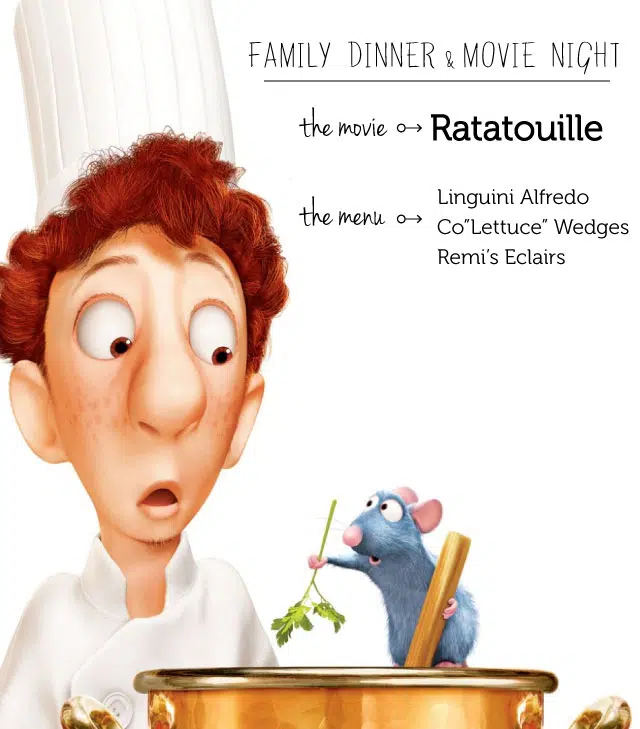 FAMILY DINNER & MOVIE NIGHT
the movie Ratatouille
the menu
Linguini Alfredo
Co"Lettuce" Wedges
Remi's Eclairs